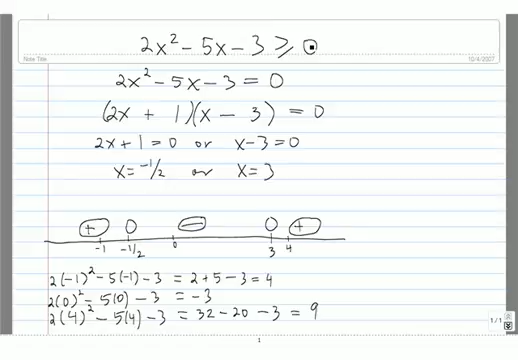 2x² - 5x - 3 ≥ 0
Note Title
10/4/2007
2x² - 5x - 3 = 0
(2x + 1)(x - 3) = 0
2x + 1 = 0 or x - 3 = 0
x = -1/2 or x = 3
+ 0 − 0 +
-1 -1/2 0 3 4
2(-1)² - 5(-1) - 3 = 2 + 5 - 3 = 4
2(0)² - 5(0) - 3 = -3
2(4)² - 5(4) - 3 = 32 - 20 - 3 = 9
1/1
1